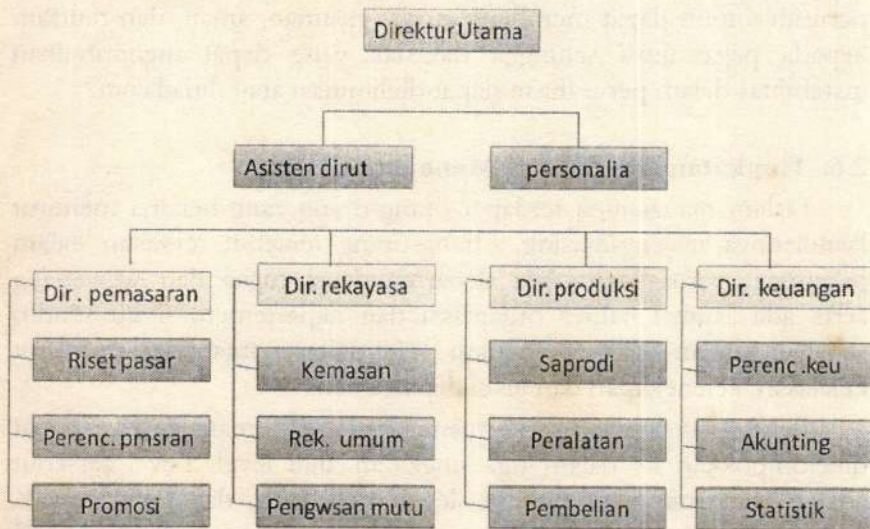 Direktur Utama
Asisten dirut
personalia
Dir. pemasaran
Dir. rekayasa
Dir. produksi
Dir. keuangan
Riset pasar
Kemasan
Saprodi
Perenc .keu
Perenc. pmsran
Rek. umum
Peralatan
Akunting
Promosi
Pengwsan mutu
Pembelian
Statistik